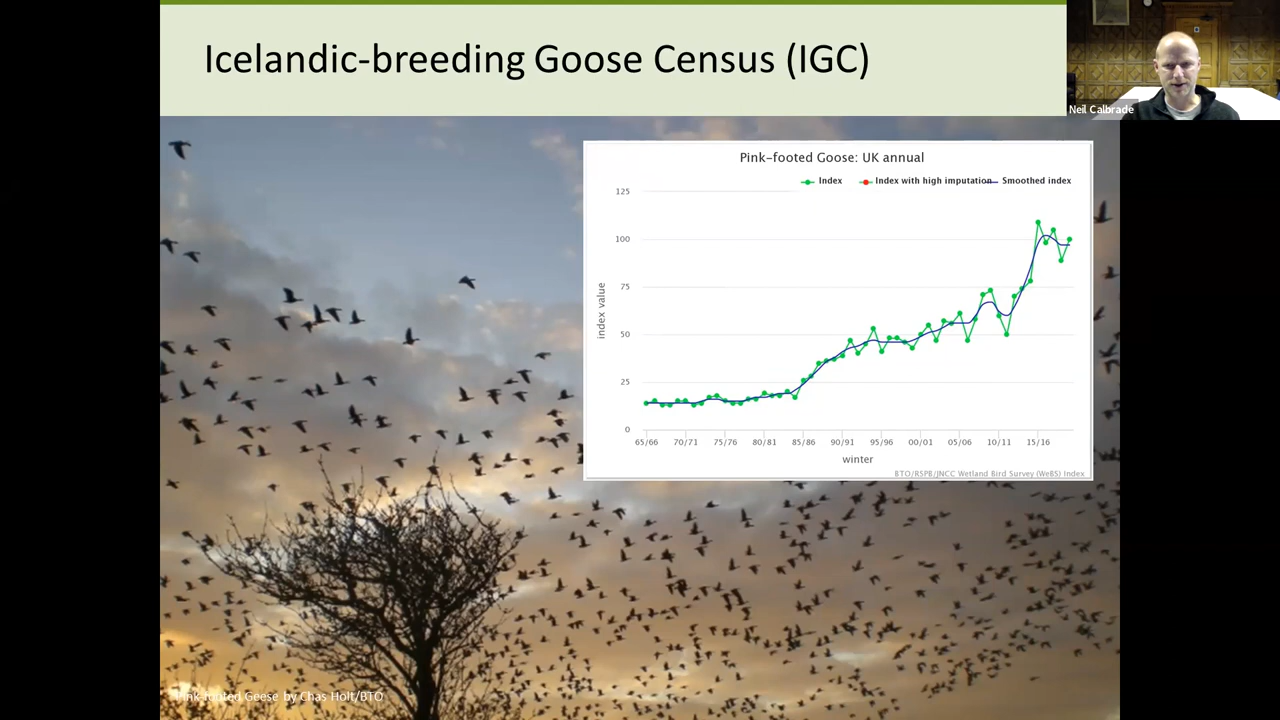 Icelandic-breeding Goose Census (IGC)
Neil Calbrade
Pink-footed Goose: UK annual
Index
Index with high imputation
Smoothed index
125
100
75
50
25
0
index value
65/66 70/71 75/76 80/81 85/86 90/91 95/96 00/01 05/06 10/11 15/16
winter
BTO/RSPB/JNCC Wetland Bird Survey (WeBS) Index
Pink-footed Geese by Chas Holt/BTO